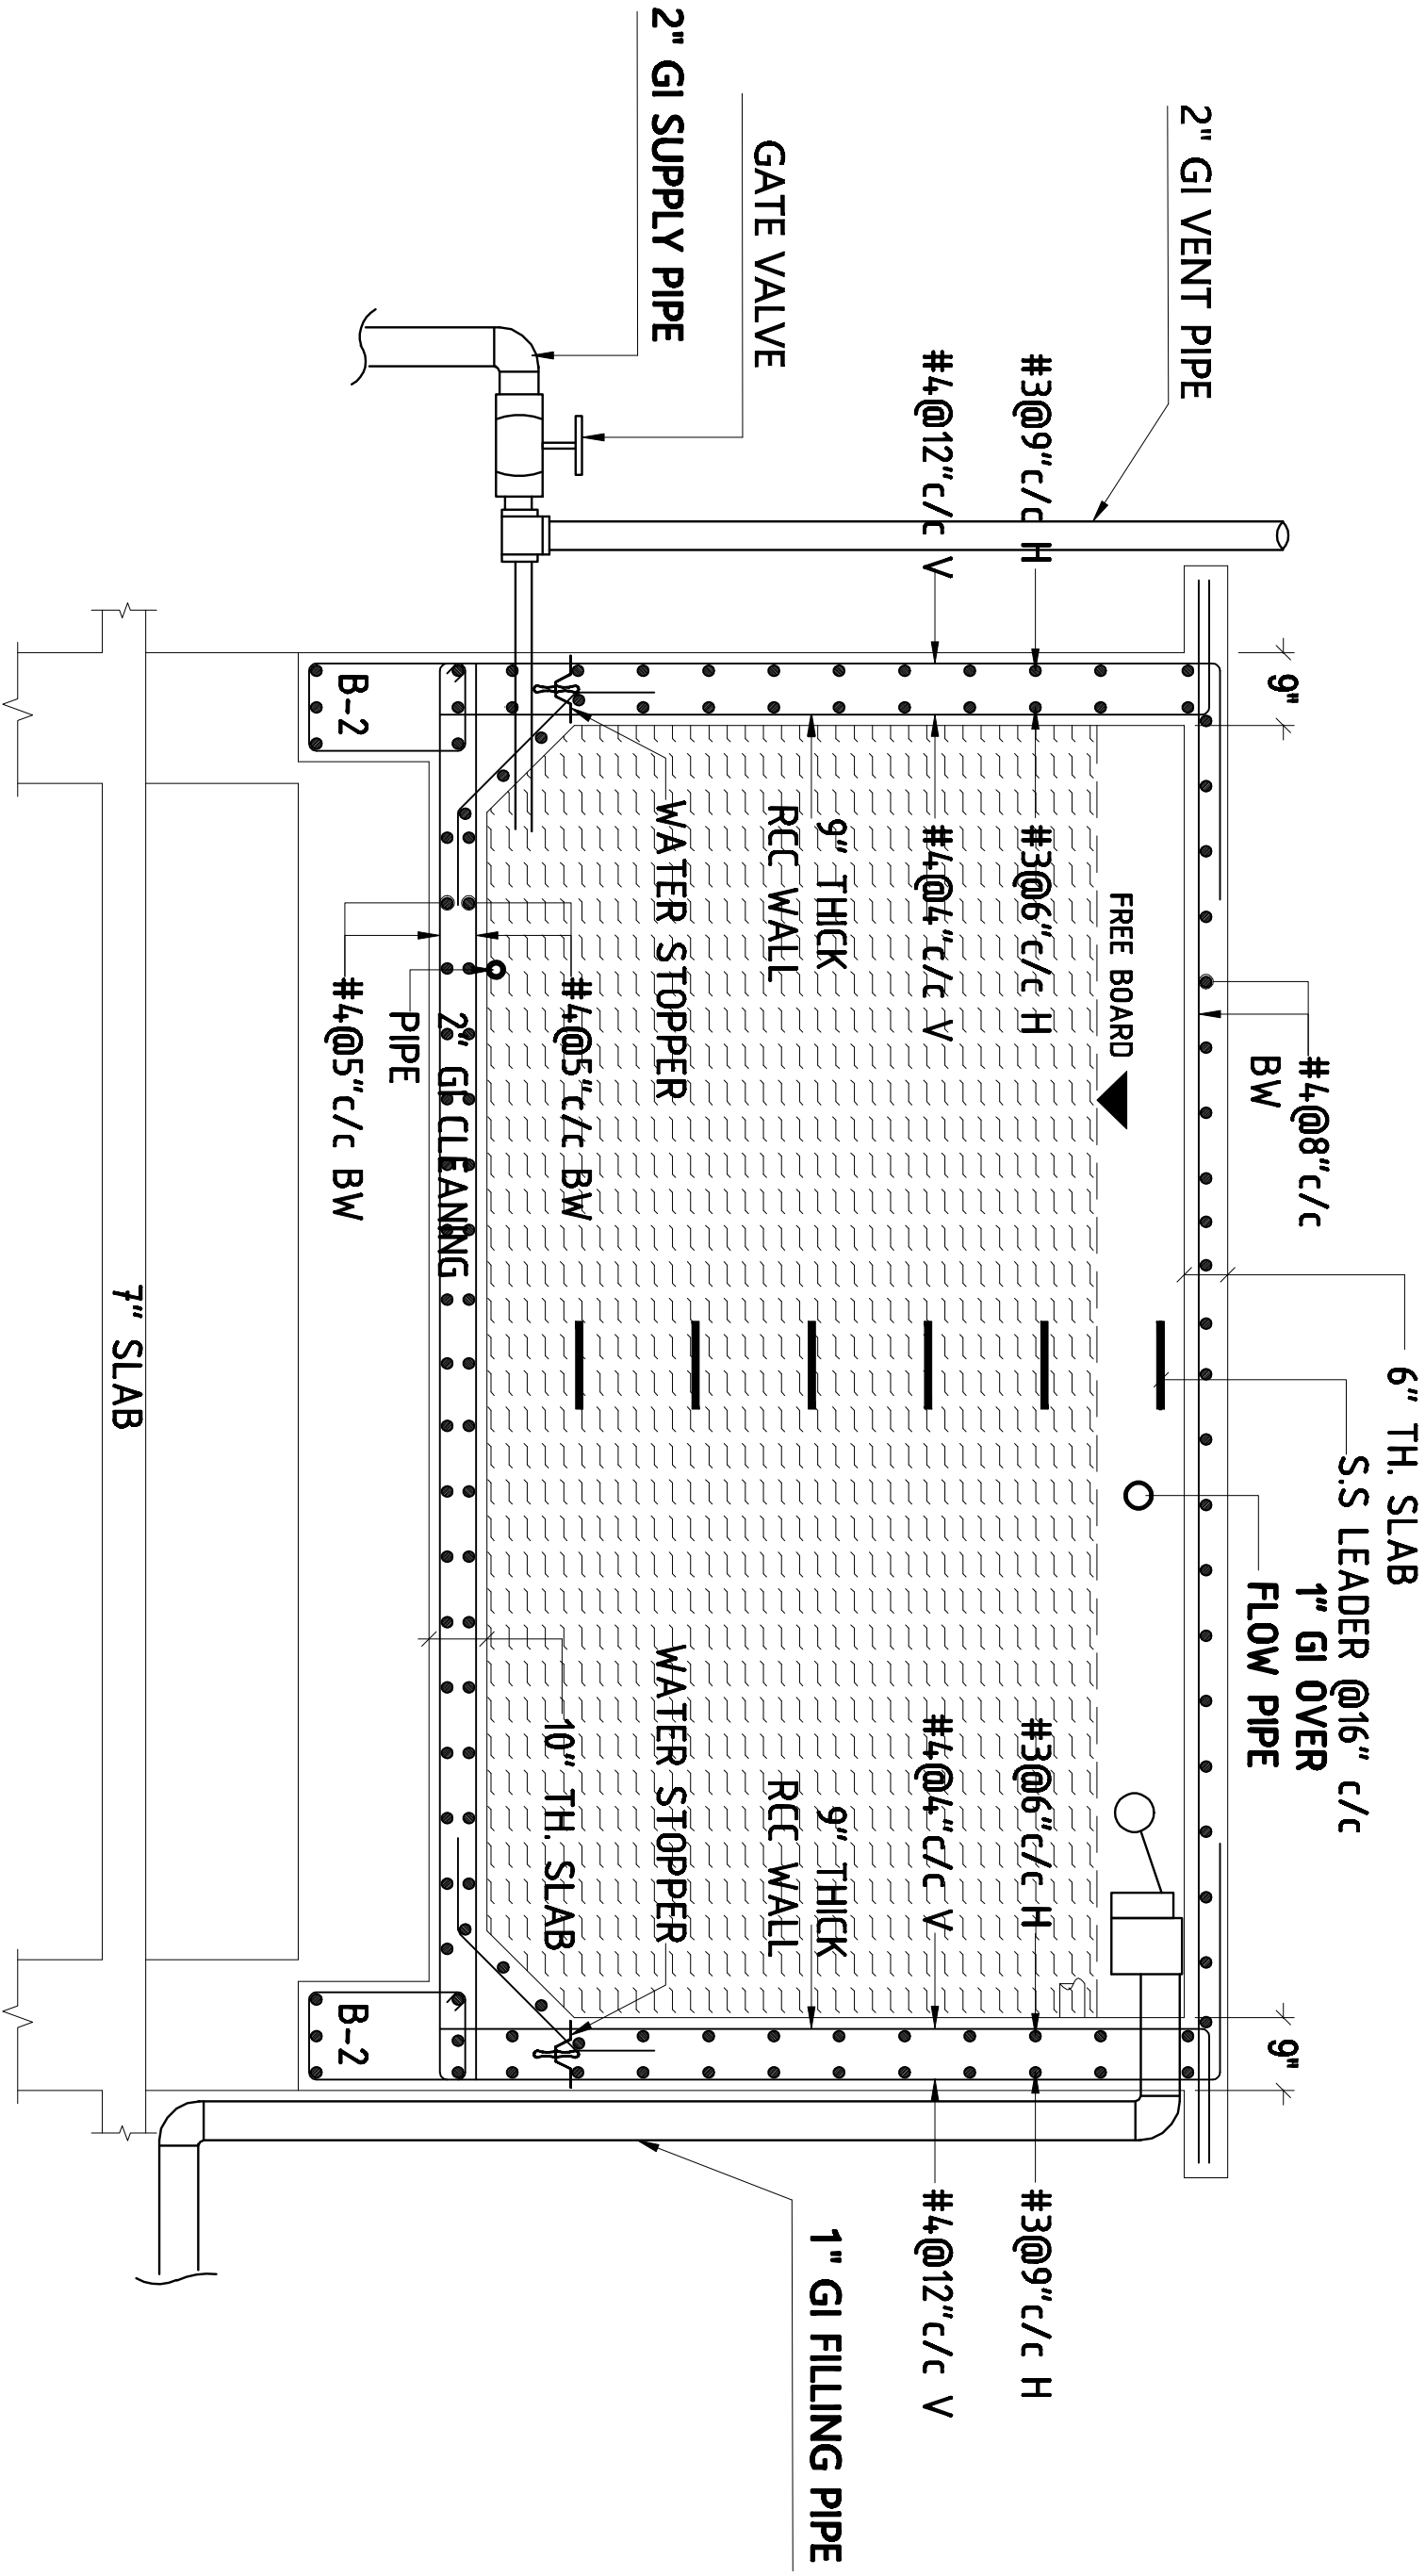 6" TH. SLAB
S.S LEADER @16" c/c
#4@8"c/c
BW
1" GI OVER
FLOW PIPE
9"
9"
2" GI VENT PIPE
FREE BOARD
#3@9"c/c H
#3@6"c/c H
#3@6"c/c H
#3@9"c/c H
#4@12"c/c V
#4@4"c/c V
#4@4"c/c V
#4@12"c/c V
9" THICK
RCC WALL
9" THICK
RCC WALL
1" GI FILLING PIPE
GATE VALVE
2" GI SUPPLY PIPE
WATER STOPPER
WATER STOPPER
#4@5"c/c BW
10" TH. SLAB
2" GI CLEANING
PIPE
#4@5"c/c BW
B-2
B-2
7" SLAB